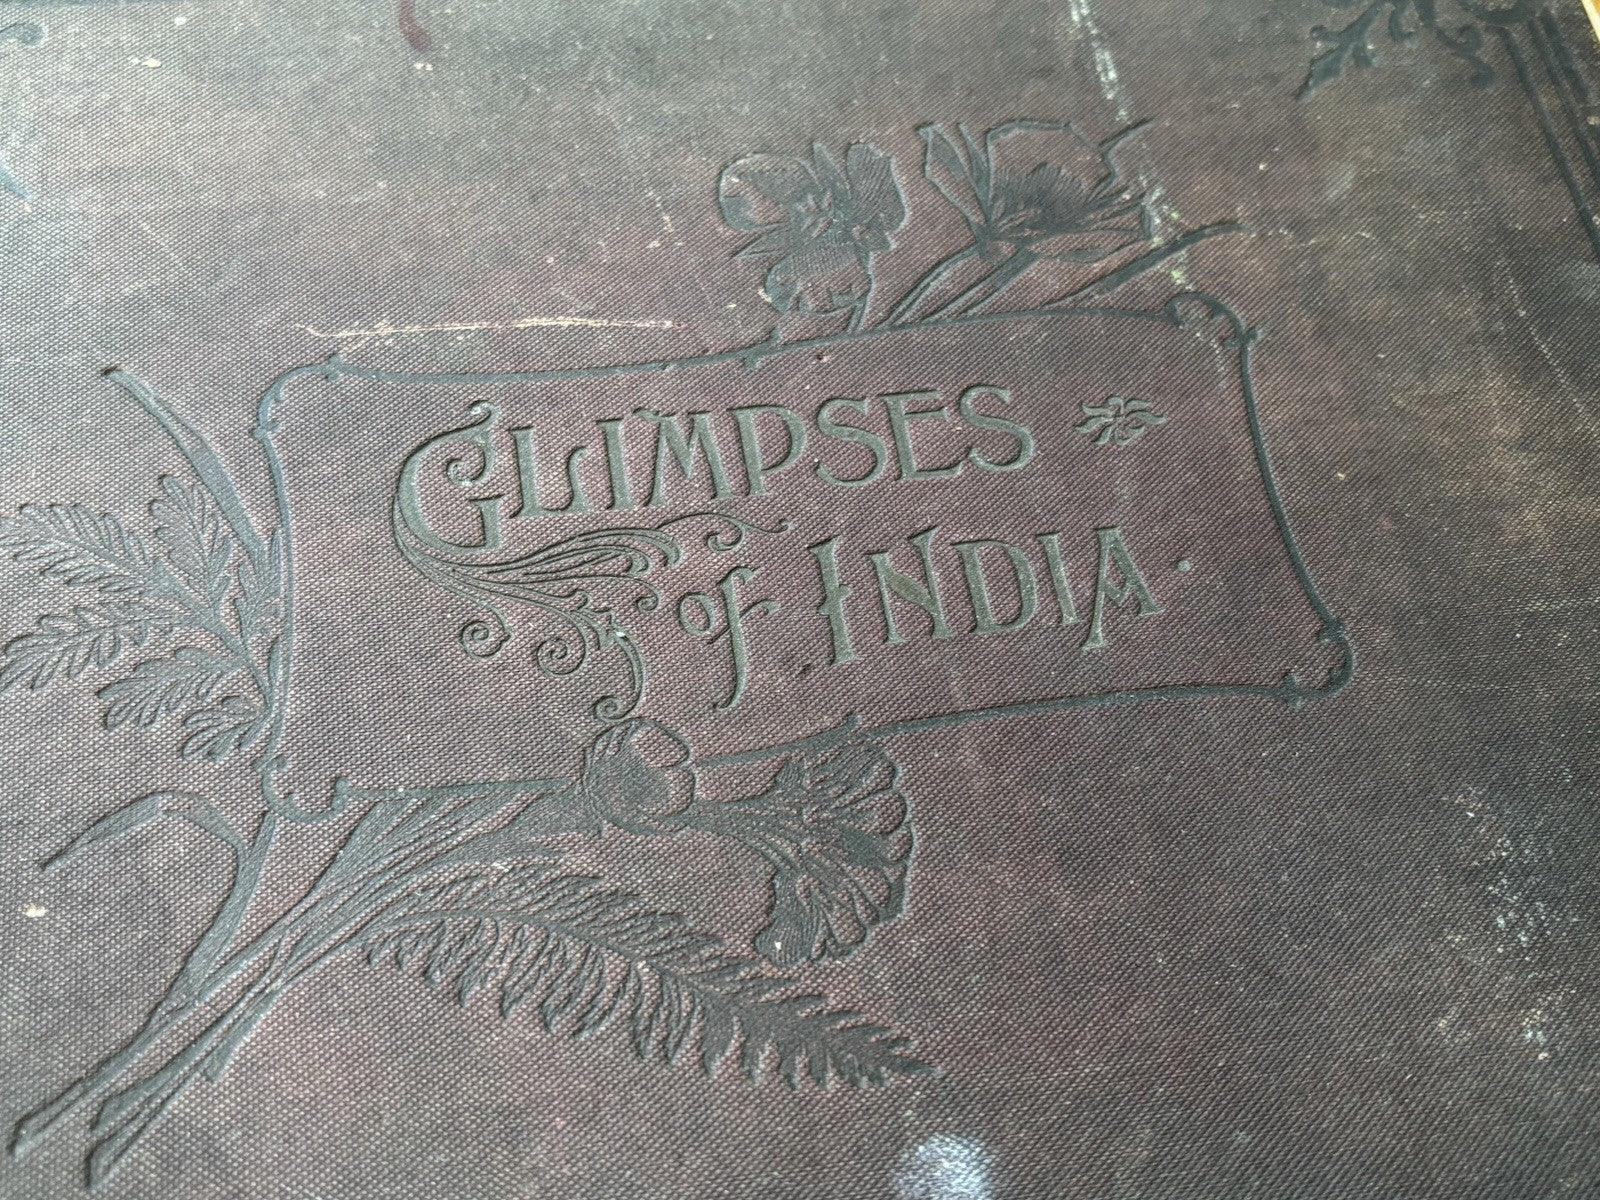 GLIMPSES
of INDIA.